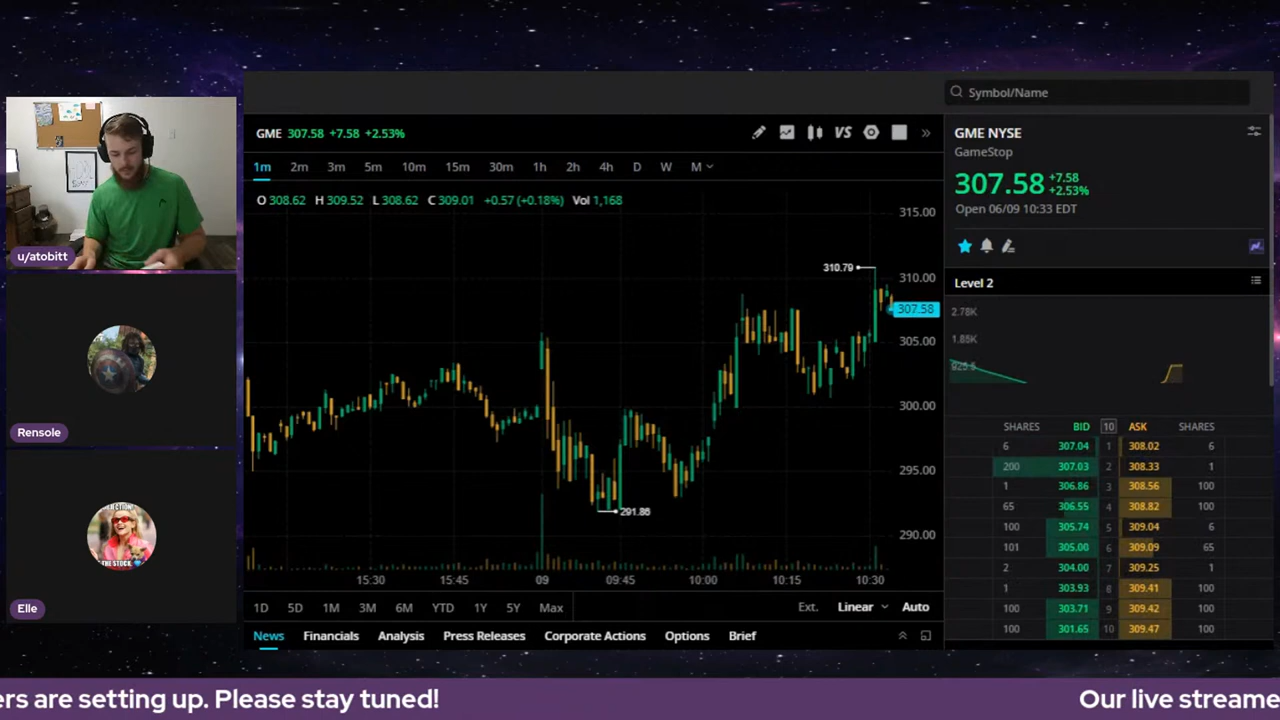 Symbol/Name
GME 307.58 +7.58 +2.53%
VS
1m 2m 3m 5m 10m 15m 30m 1h 2h 4h D W M
O 308.62 H 309.52 L 308.62 C 309.01 +0.57 (+0.18%) Vol 1,168
315.00
310.79
310.00
307.58
305.00
300.00
295.00
291.86
290.00
15:30 15:45 09 09:45 10:00 10:15 10:30
1D 5D 1M 3M 6M YTD 1Y 5Y Max Ext. Linear Auto
News Financials Analysis Press Releases Corporate Actions Options Brief
GME NYSE
GameStop
307.58 +7.58 +2.53%
Open 06/09 10:33 EDT
Level 2
2.78K
1.85K
925.5
SHARES BID 10 ASK SHARES
6 307.04 1 308.02 6
200 307.03 2 308.33 1
1 306.86 3 308.56 100
65 306.55 4 308.82 100
100 305.74 5 309.04 6
101 305.00 6 309.09 65
2 304.00 7 309.25 1
1 303.93 8 309.41 100
100 303.71 9 309.42 100
100 301.65 10 309.47 100
u/atobitt
Rensole
Elle
THE STOCK
ers are setting up. Please stay tuned!
Our live streame